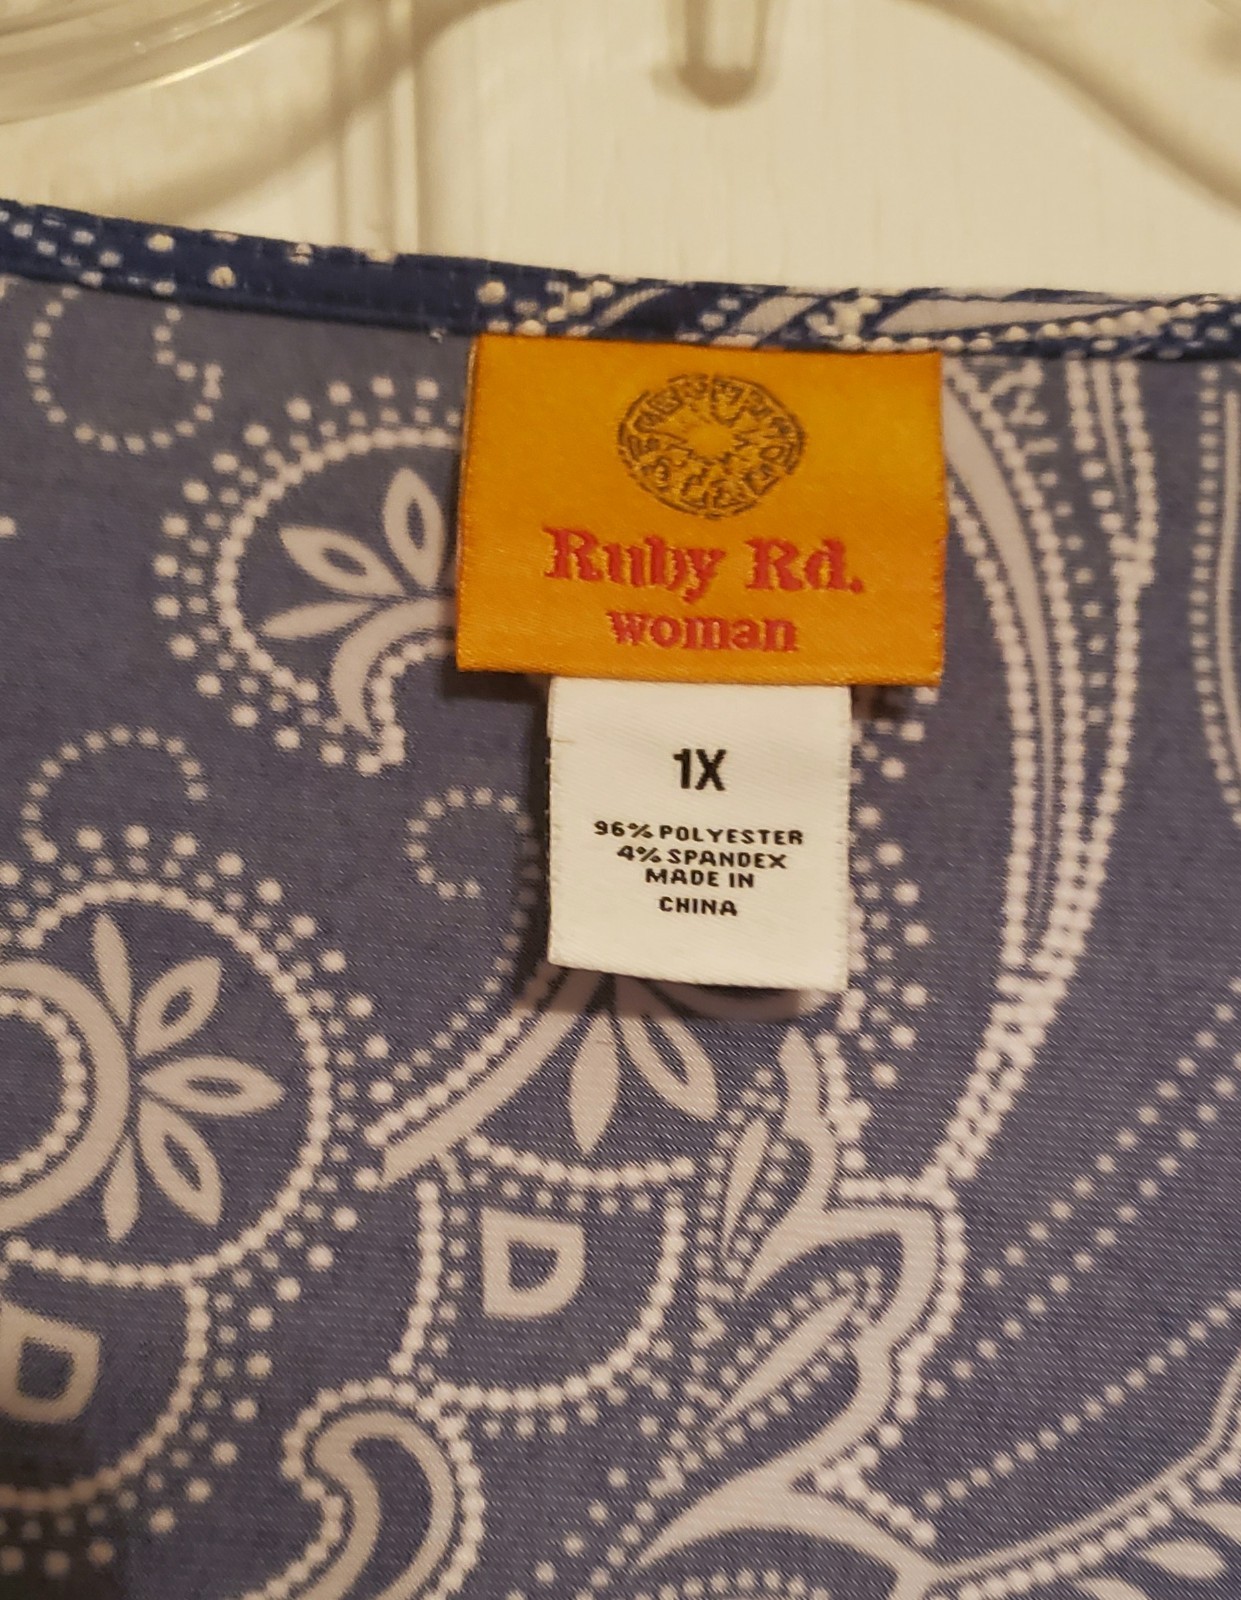 Ruby Rd.
woman
1X
96% POLYESTER
4% SPANDEX
MADE IN
CHINA